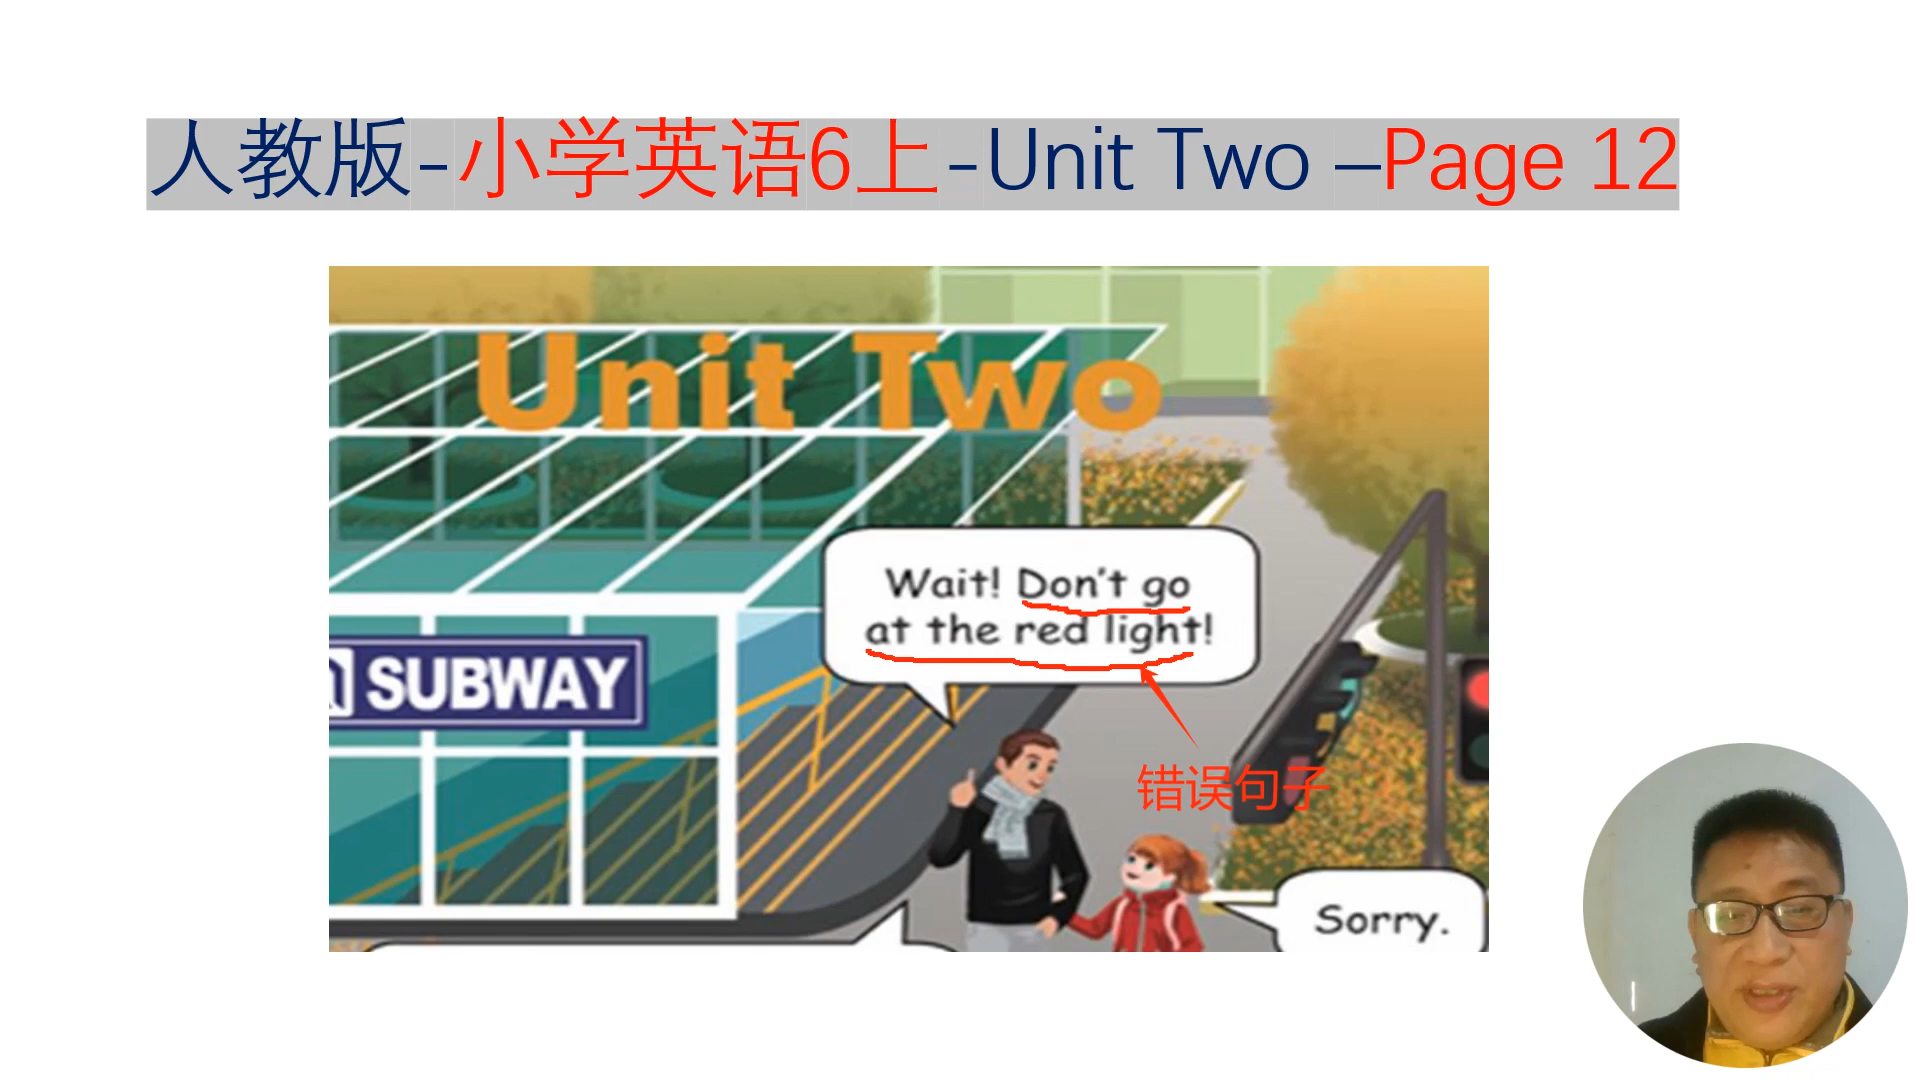 人教版-小学英语6上-Unit Two –Page 12
Unit Two
Wait! Don't go
at the red light!
SUBWAY
错误句子
Sorry.